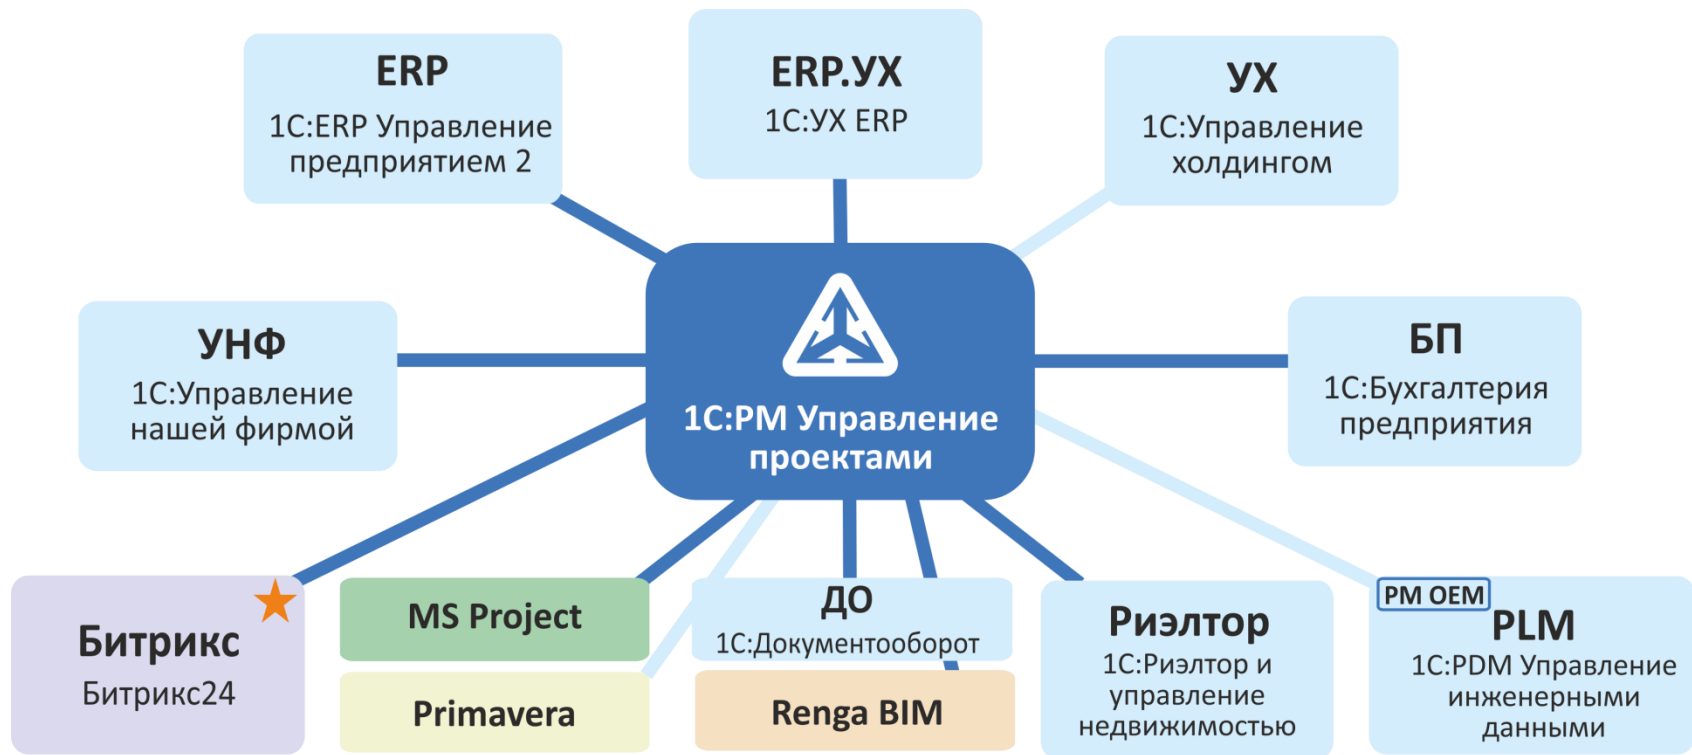 ERP
1С:ERP Управление
предприятием 2
ERP.УХ
1С:УХ ERP
УХ
1С:Управление
холдингом
УНФ
1С:Управление
нашей фирмой
1С:PM Управление
проектами
БП
1С:Бухгалтерия
предприятия
Битрикс
Битрикс24
MS Project
Primavera
ДО
1С:Документооборот
Renga BIM
Риэлтор
1С:Риэлтор и
управление
недвижимостью
PM OEM
PLM
1С:PDM Управление
инженерными
данными